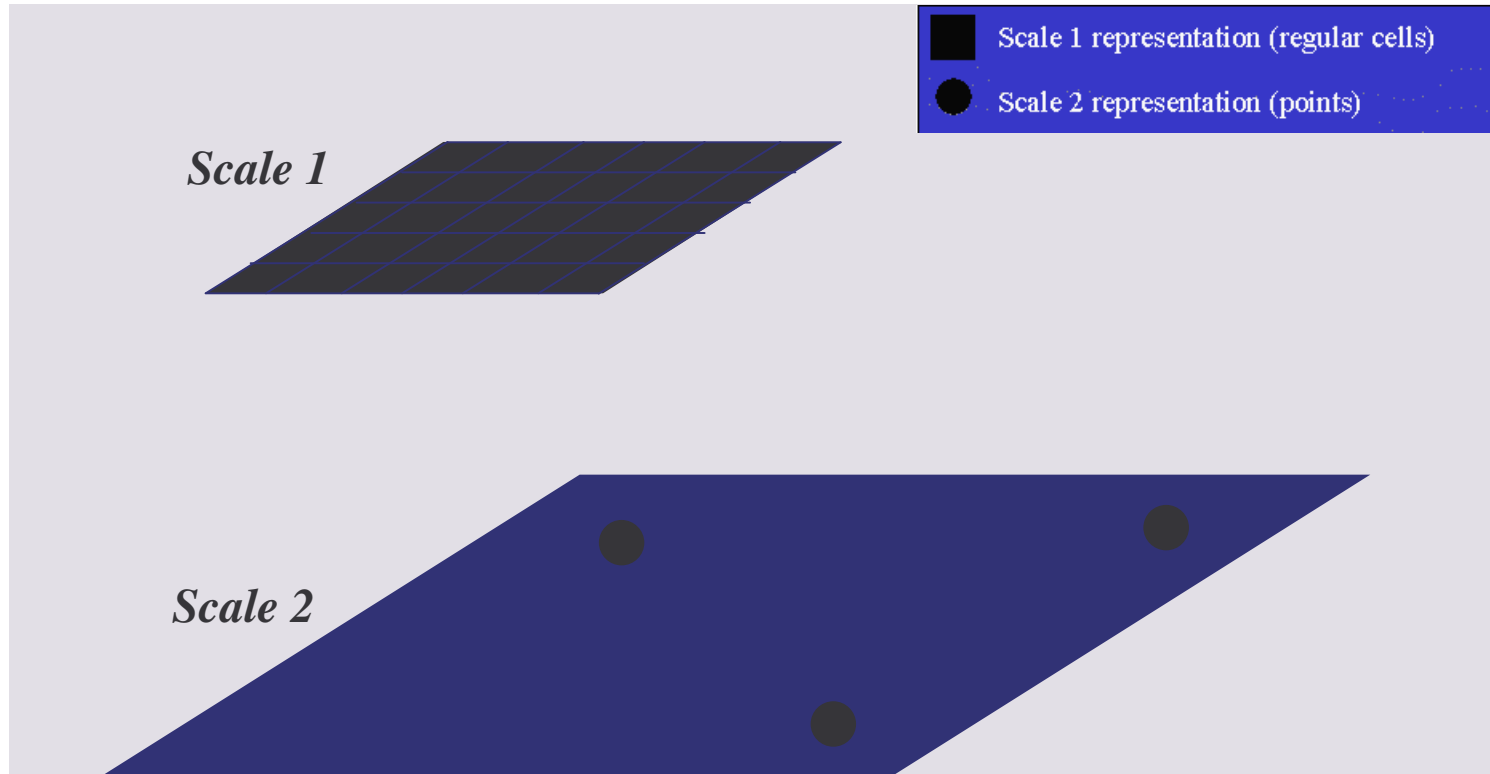 Scale 1 representation (regular cells)
Scale 2 representation (points)
Scale 1
Scale 2